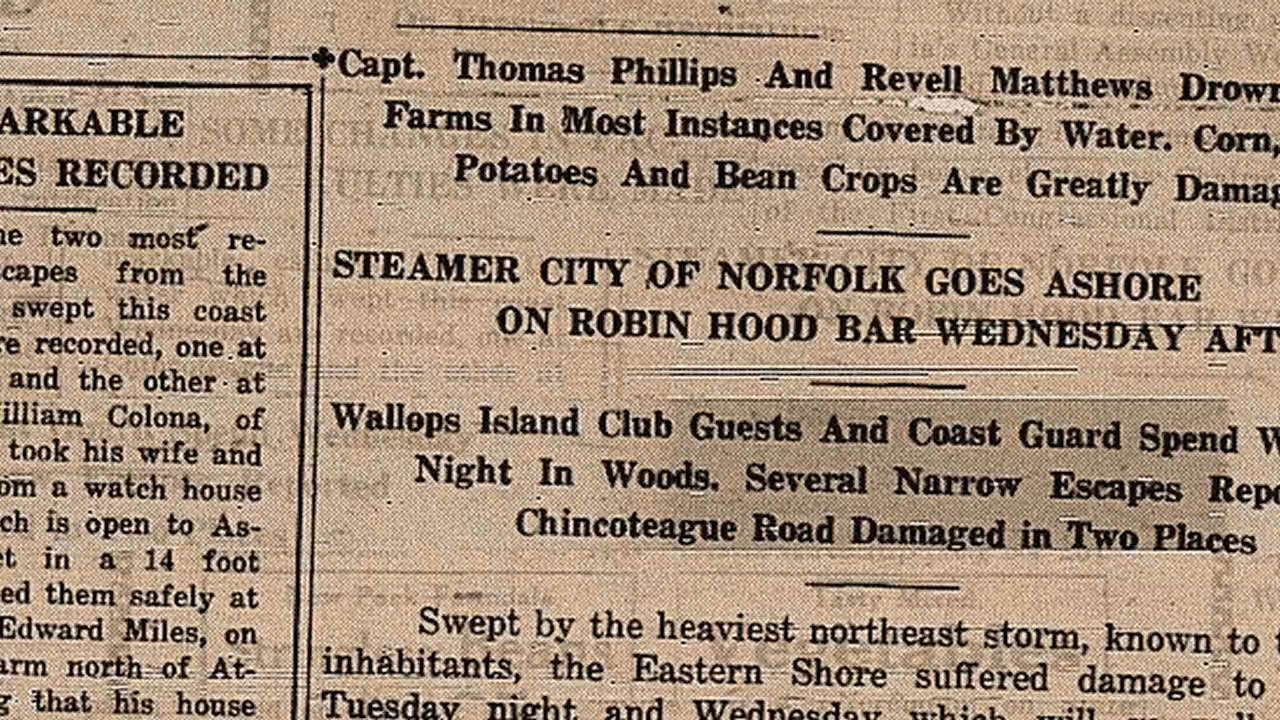 ARKABLE
ES RECORDED
he two most re-
capes from the
swept this coast
re recorded, one at
and the other at
illiam Colona, of
took his wife and
om a watch house
ch is open to As-
et in a 14 foot
ed them safely at
Edward Miles, on
arm north of At-
g that his house
Capt. Thomas Phillips And Revell Matthews Drow
Farms In Most Instances Covered By Water. Corn,
Potatoes And Bean Crops Are Greatly Damag
STEAMER CITY OF NORFOLK GOES ASHORE
ON ROBIN HOOD BAR WEDNESDAY AFT
Wallops Island Club Guests And Coast Guard Spend W
Night In Woods. Several Narrow Escapes Repo
Chincoteague Road Damaged in Two Places
Swept by the heaviest northeast storm, known to
inhabitants, the Eastern Shore suffered damage to
Tuesday night and Wednesday which will